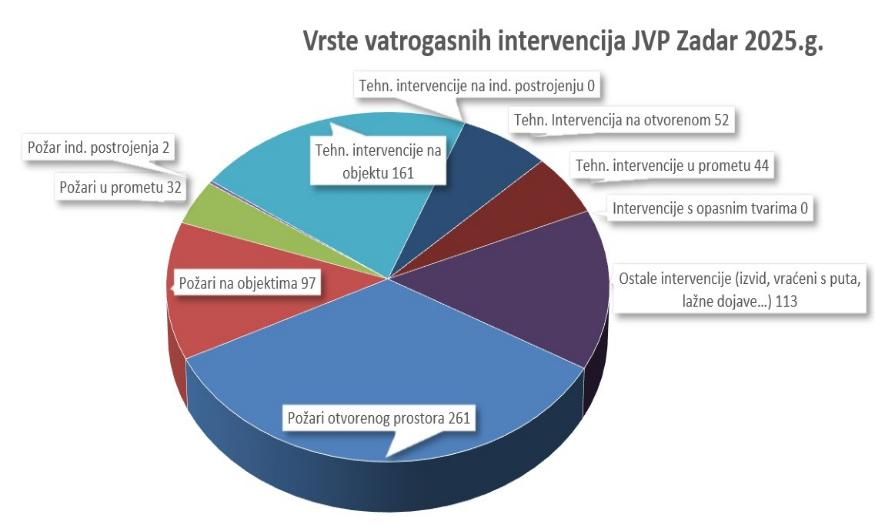 Vrste vatrogasnih intervencija JVP Zadar 2025.g.
Tehn. intervencije na ind. postrojenju 0
Tehn. Intervencija na otvorenom 52
Požar ind. postrojenja 2
Tehn. intervencije na
objektu 161
Tehn. intervencije u prometu 44
Požari u prometu 32
Intervencije s opasnim tvarima 0
Požari na objektima 97
Ostale intervencije (izvid, vraćeni s puta,
lažne dojave...) 113
Požari otvorenog prostora 261